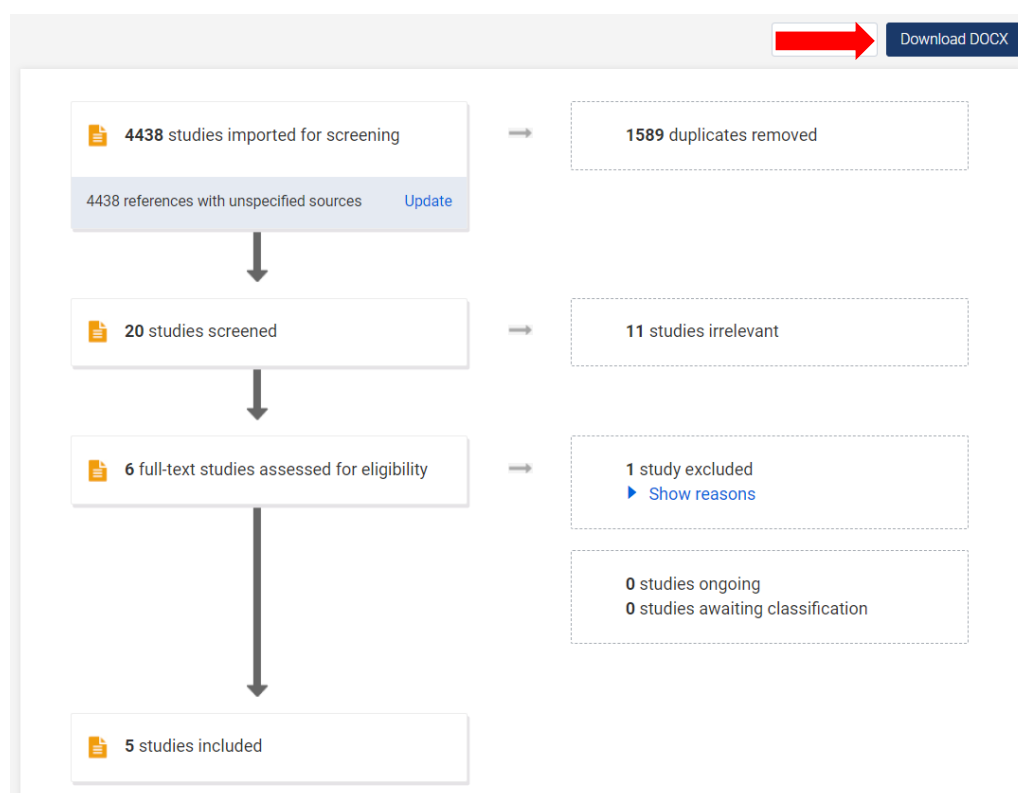 Download DOCX
4438 studies imported for screening
1589 duplicates removed
4438 references with unspecified sources Update
20 studies screened
11 studies irrelevant
6 full-text studies assessed for eligibility
1 study excluded
Show reasons
0 studies ongoing
0 studies awaiting classification
5 studies included